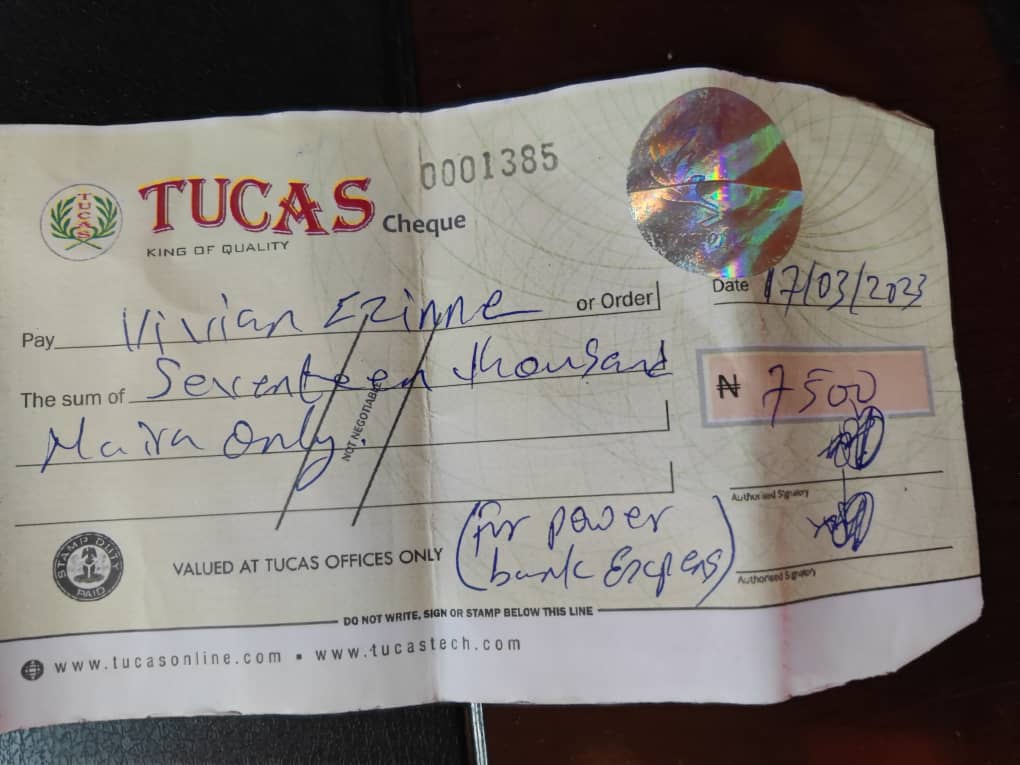 0001385
TUCAS Cheque
KING OF QUALITY
TUCAS
Date 17/03/2023
Pay Vivian Ezinne or Order
The sum of Seventeen thousand
₦ 7500
Naira Only.
NOT NEGOTIABLE
Authorised Signatory
(for power
bank Expens)
Authorised Signatory
STAMP DUTY
PAID
VALUED AT TUCAS OFFICES ONLY
DO NOT WRITE, SIGN OR STAMP BELOW THIS LINE
www.tucasonline.com • www.tucastech.com